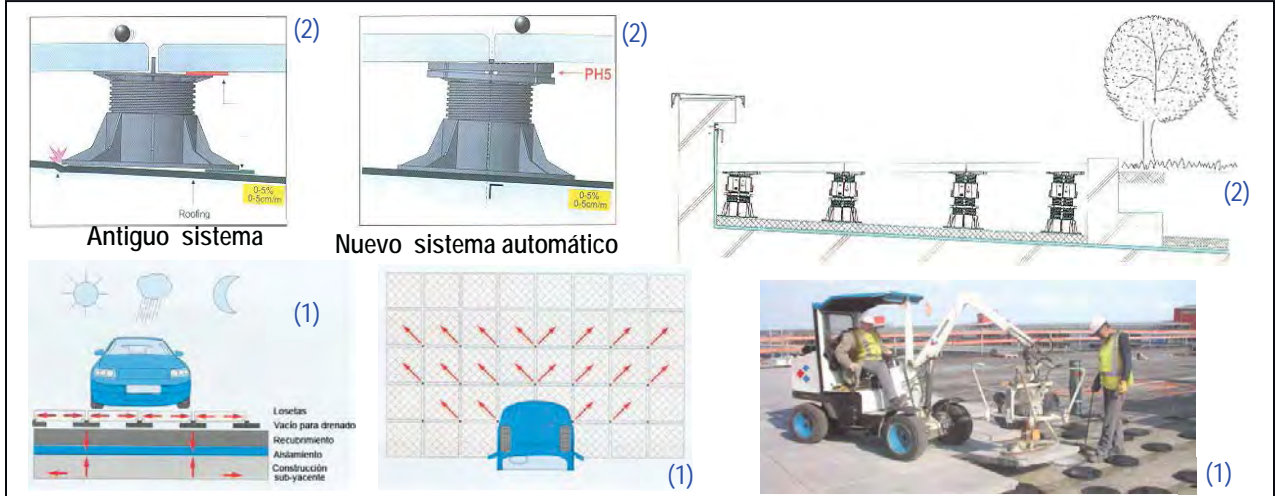 (2)
(2)
PH5
0-5%
0-5cm/m
Roofing
0-5%
0-5cm/m
(2)
Antiguo sistema
Nuevo sistema automático
(1)
Losetas
Vacío para drenado
Recubrimiento
Aislamiento
Construcción
sub-yacente
(1)
(1)